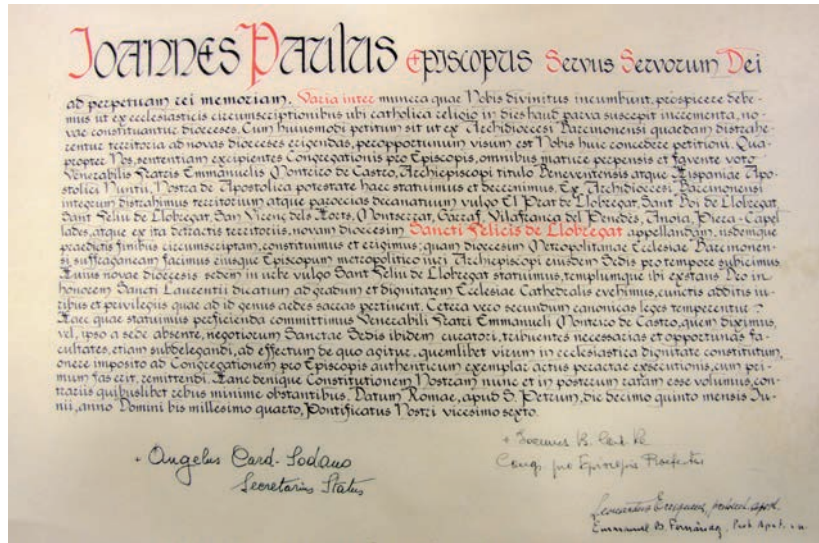 JOANNES PAULUS EPISCOPUS Servus Servorum Dei
ad perpetuam rei memoriam. Varia inter munera quae Nobis divinitus incumbunt, prospicere debe-
mus ut ex ecclesiasticis circumscriptionibus ubi catholica religio in dies haud parva suscepit incrementa, no-
vae constituantur dioeceses. Cum huiusmodi petitum sit ut ex Archidioecesi Barcinonensi quaedam distrahe-
rentur territoria ad novas dioeceses erigendas, peropportunum visum est Nobis huic concedere petitioni. Qua-
propter Nos, sententiam excipientes Congregationis pro Episcopis, omnibus mature perpensis et favente voto
Venerabilis Fratris Emmanuelis Monteiro de Castro, Archiepiscopi titulo Beneventensis atque Hispaniae Apo-
stolici Nuntii, Nostra de Apostolica potestate haec statuimus et decernimus. Ex Archidioecesi Barcinonensi
integrum distrahimus territorium atque paroecias decanatuum vulgo El Prat de Llobregat, Sant Boi de Llobregat,
Sant Feliu de Llobregat, San Vicenç dels Horts, Montserrat, Garraf, Vilafranca del Penedès, Anoia, Piera-Capel
lades, atque ex ita detractis territoriis, novam dioecesim Sancti Felicis de Llobregat appellandam, iisdemque
praedictis finibus circumscriptam, constituimus et erigimus; quam dioecesim Metropolitanae Ecclesiae Barcinonen-
si suffraganeam facimus eiusque Episcopum metropolitico iuri Archiepiscopi eiusdem Sedis pro tempore subicimus.
Huius novae dioecesis sedem in urbe vulgo Sant Feliu de Llobregat statuimus, templumque ibi exstans Deo in
honorem Sancti Laurentii dicatum ad gradum et dignitatem Ecclesiae Cathedralis evehimus, cunctis additis iu-
ribus et privilegiis quae ad id genus aedes sacras pertinent. Cetera vero secundum canonicas leges temperentur.
Haec quae statuimus perficienda committimus Venerabili Fratri Emmanueli Monteiro de Castro, quem diximus,
vel, ipso a sede absente, negotiorum Sanctae Sedis ibidem curatori, tribuentes necessarias et opportunas fa-
cultates, etiam subdelegandi, ad effectum de quo agitur, quemlibet virum in ecclesiastica dignitate constitutum,
onere imposito ad Congregationem pro Episcopis authenticum exemplar actus peractae exsecutionis, cum pri-
mum fas erit, remittendi. Hanc denique Constitutionem Nostram nunc et in posterum ratam esse volumus, con-
trariis quibuslibet rebus minime obstantibus. Datum Romae, apud S. Petrum, die decimo quinto mensis Iu-
nii, anno Domini bis millesimo quarto, Pontificatus Nostri vicesimo sexto.
+ Angelus Card. Sodano
Secretarius Status
+ Ioannes B. Card. Re
Congr. pro Episcopis Praefectus
Emmanuel B. Fernández, Prot. Apost.